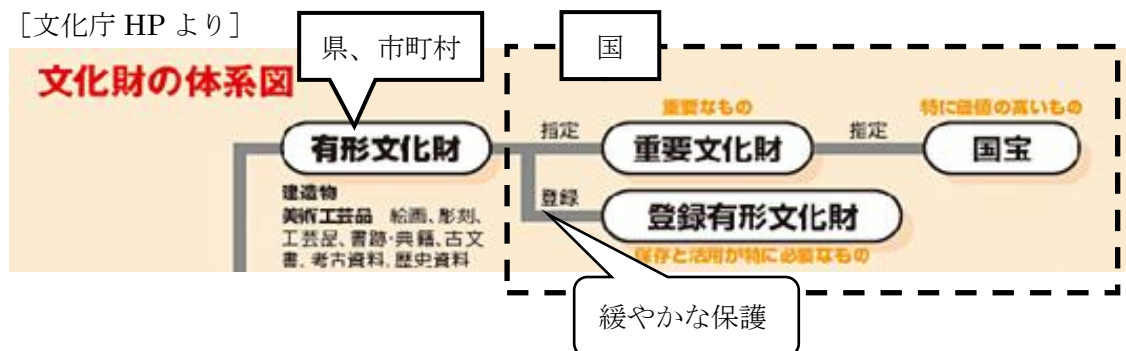 ［文化庁 HP より］
県、市町村
国
文化財の体系図
重要なもの
特に価値の高いもの
有形文化財
指定
重要文化財
指定
国宝
建造物
美術工芸品　絵画、彫刻、
工芸品、書跡・典籍、古文
書、考古資料、歴史資料
登録
登録有形文化財
保存と活用が特に必要なもの
緩やかな保護